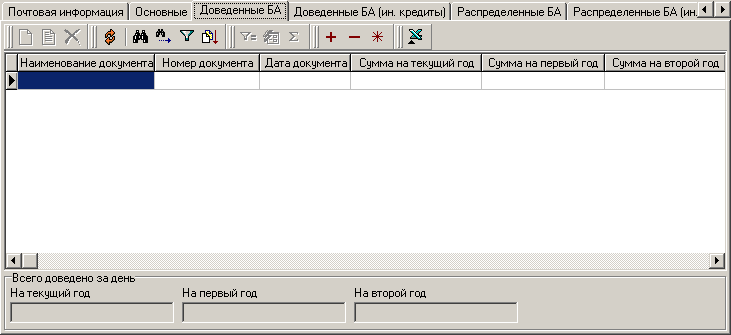 Почтовая информация Основные Доведенные БА Доведенные БА (ин. кредиты) Распределенные БА Распределенные БА (ин.
Наименование документа Номер документа Дата документа Сумма на текущий год Сумма на первый год Сумма на второй год
Всего доведено за день
На текущий год На первый год На второй год